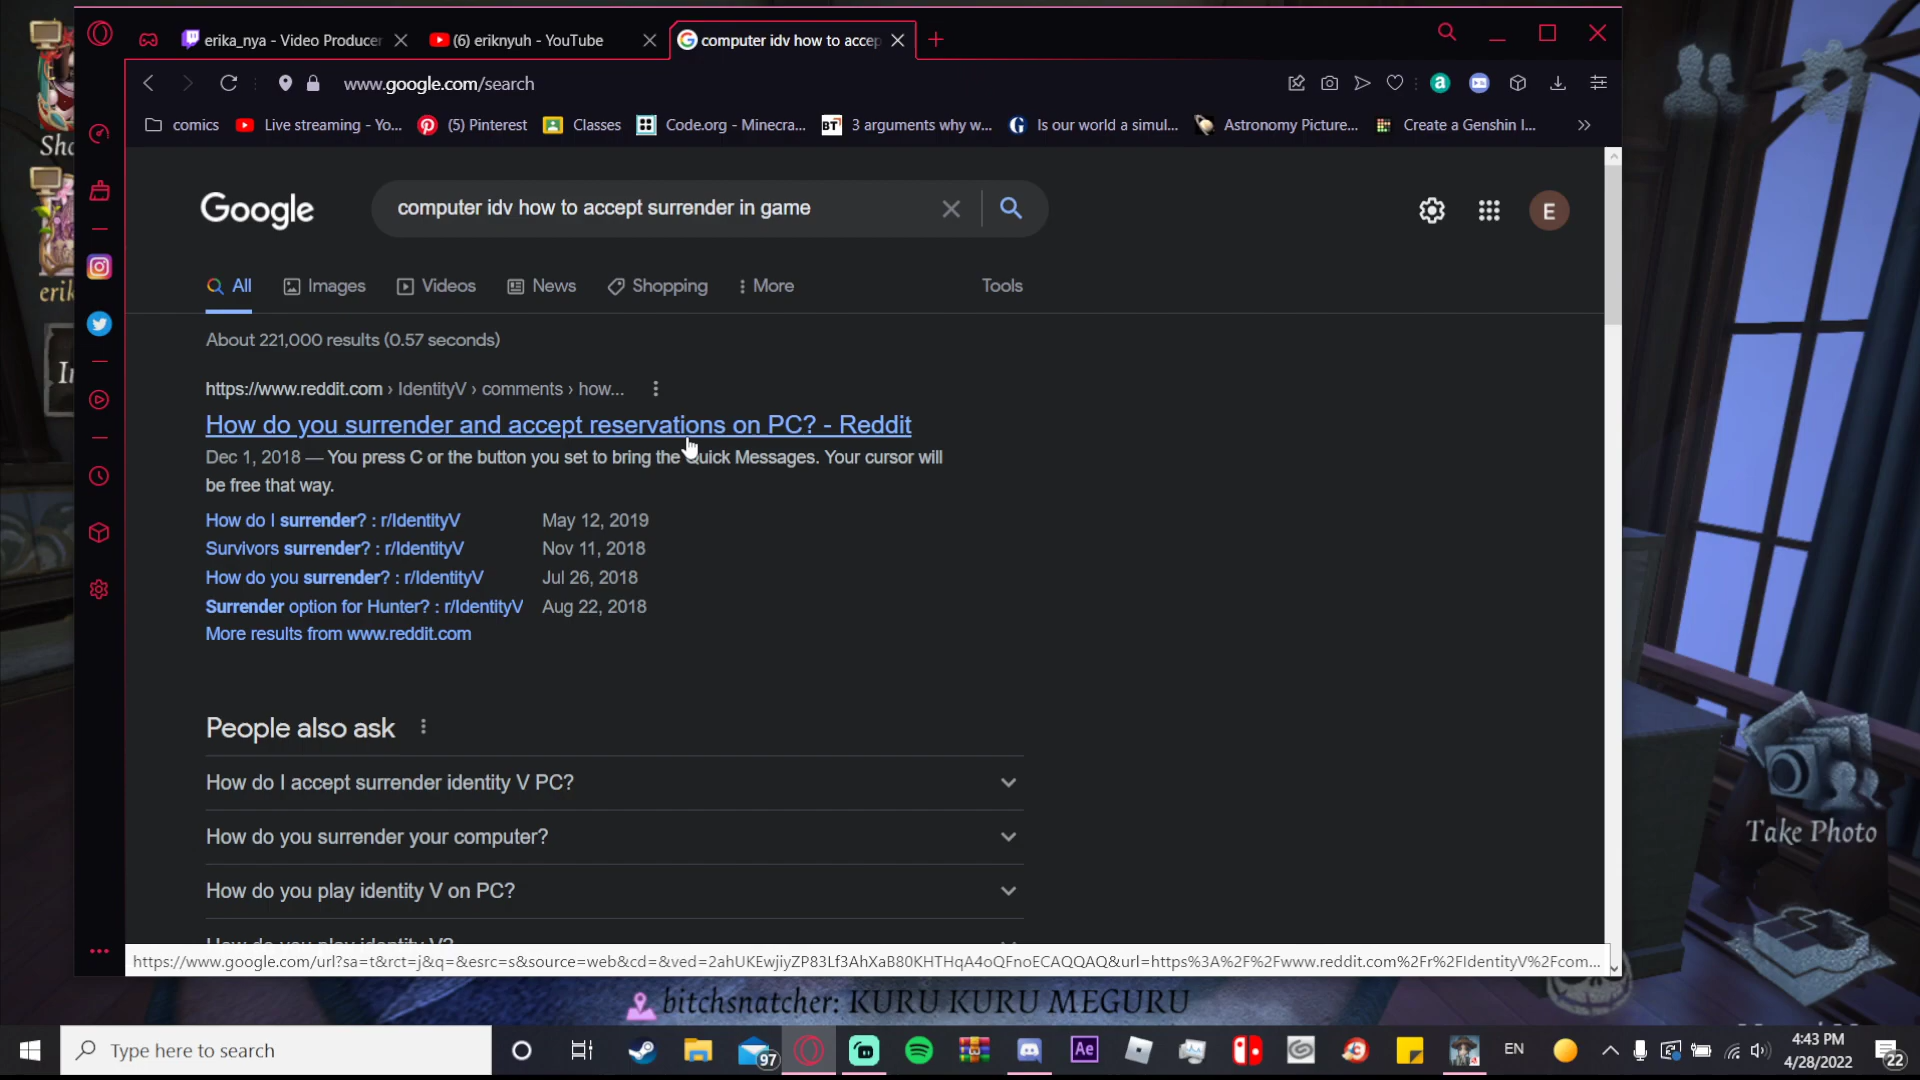 erika_nya - Video Producer
(6) eriknyuh - YouTube
computer idv how to accep
www.google.com/search
comics
Live streaming - Yo...
(5) Pinterest
Classes
Code.org - Minecra...
BT 3 arguments why w...
Is our world a simul...
Astronomy Picture...
Create a Genshin I...
Google
computer idv how to accept surrender in game
E
All
Images
Videos
News
Shopping
More
Tools
About 221,000 results (0.57 seconds)
https://www.reddit.com › IdentityV › comments › how...
How do you surrender and accept reservations on PC? - Reddit
Dec 1, 2018 — You press C or the button you set to bring the Quick Messages. Your cursor will
be free that way.
How do I surrender? : r/IdentityV May 12, 2019
Survivors surrender? : r/IdentityV Nov 11, 2018
How do you surrender? : r/IdentityV Jul 26, 2018
Surrender option for Hunter? : r/IdentityV Aug 22, 2018
More results from www.reddit.com
People also ask
How do I accept surrender identity V PC?
How do you surrender your computer?
How do you play identity V on PC?
How do you play identity V?
https://www.google.com/url?sa=t&rct=j&q=&esrc=s&source=web&cd=&ved=2ahUKEwjiyZP83Lf3AhXaB80KHTHqA4oQFnoECAQQAQ&url=https%3A%2F%2Fwww.reddit.com%2Fr%2FIdentityV%2Fcom...
Take Photo
bitchsnatcher: KURU KURU MEGURU
Type here to search
97
Ae
EN
4:43 PM
4/28/2022
22